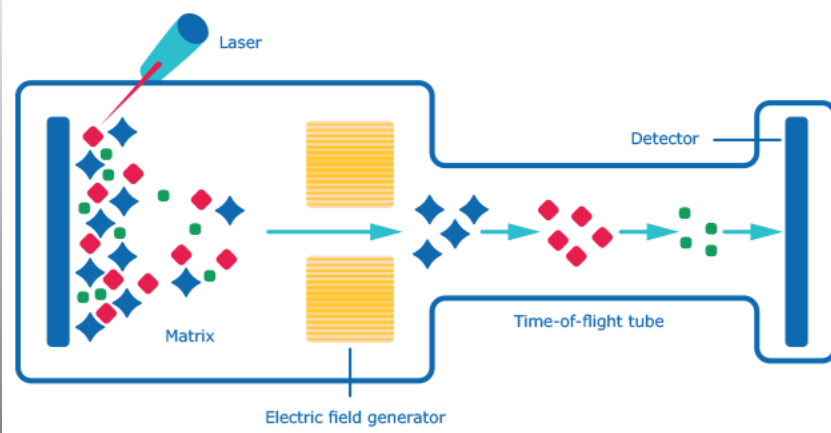 Laser
Detector
Time-of-flight tube
Matrix
Electric field generator